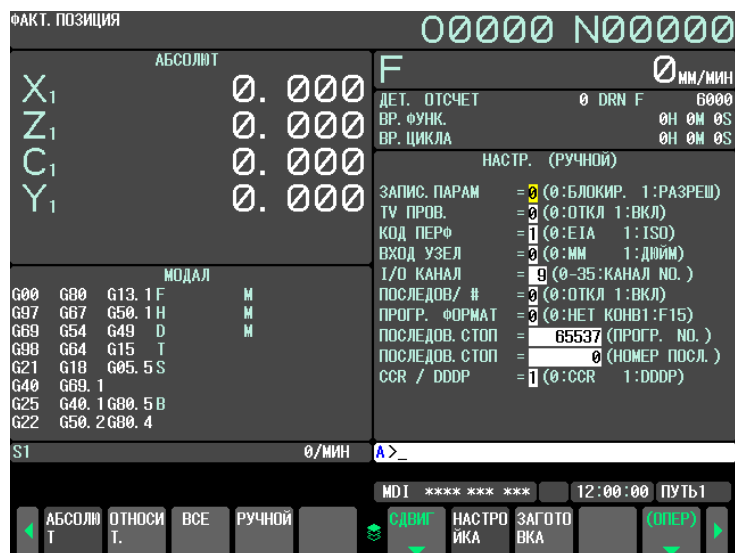 ФАКТ. ПОЗИЦИЯ
O0000 N00000
АБСОЛЮТ
X1 0. 000
Z1 0. 000
C1 0. 000
Y1 0. 000
F 0 ММ/МИН
ДЕТ. ОТСЧЕТ 0 DRN F 6000
ВР. ФУНК. 0H 0M 0S
ВР. ЦИКЛА 0H 0M 0S
НАСТР. (РУЧНОЙ)
ЗАПИС. ПАРАМ = 0 (0:БЛОКИР. 1:РАЗРЕШ)
TV ПРОВ. = 0 (0:ОТКЛ 1:ВКЛ)
КОД ПЕРФ = 1 (0:EIA 1:ISO)
ВХОД УЗЕЛ = 0 (0:ММ 1:ДЮЙМ)
I/O КАНАЛ = 9 (0-35:КАНАЛ NO. )
ПОСЛЕДОВ/ # = 0 (0:ОТКЛ 1:ВКЛ)
ПРОГР. ФОРМАТ = 0 (0:НЕТ КОНВ1:F15)
ПОСЛЕДОВ. СТОП = 65537 (ПРОГР. NO. )
ПОСЛЕДОВ. СТОП = 0 (НОМЕР ПОСЛ. )
CCR / DDDP = 1 (0:CCR 1:DDDP)
МОДАЛ
G00 G80 G13. 1 F M
G97 G67 G50. 1 H M
G69 G54 G49 D M
G98 G64 G15 T
G21 G18 G05. 5 S
G40 G69. 1
G25 G40. 1 G80. 5 B
G22 G50. 2 G80. 4
S1 0/МИН
A >_
MDI **** *** *** 12:00:00 ПУТЬ1
АБСОЛЮ
Т
ОТНОСИ
Т.
ВСЕ
РУЧНОЙ
СДВИГ
НАСТРО
ЙКА
ЗАГОТО
ВКА
(ОПЕР)